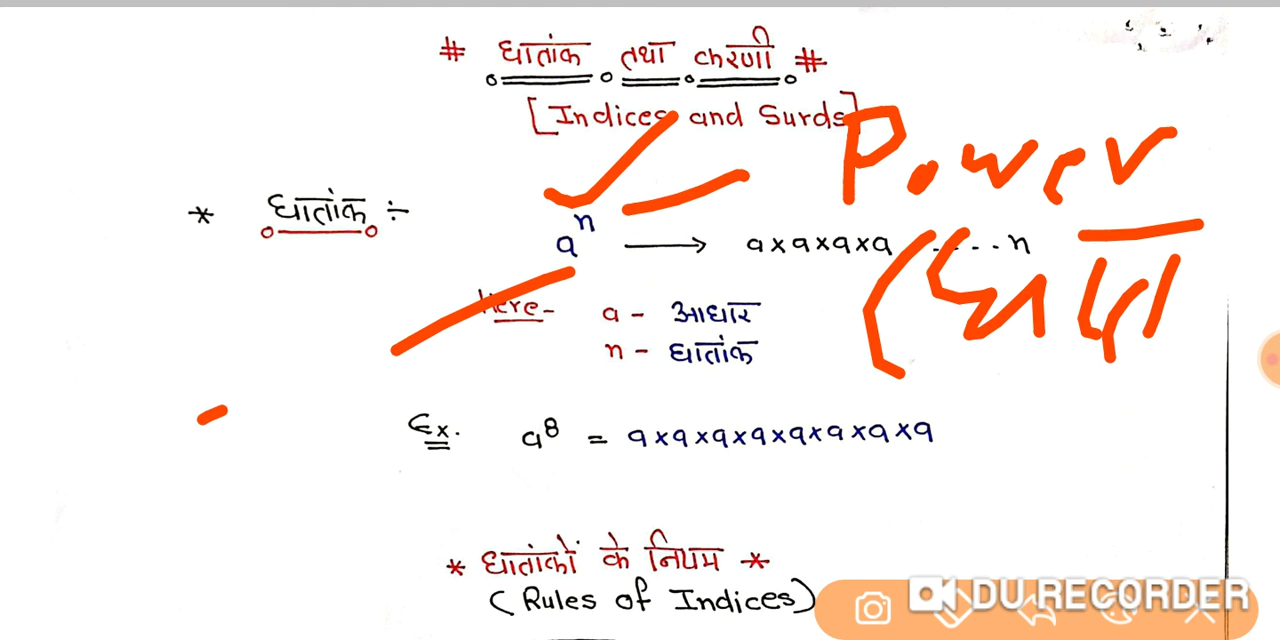 # घातांक तथा करणी #
[Indices and Surds]
Power
* घातांक ÷
aⁿ → a×a×a×a ..... n
Here- a - आधार
n - घातांक
Ex. a⁸ = a×a×a×a×a×a×a×a
* घातांकों के नियम *
(Rules of Indices)
DU RECORDER